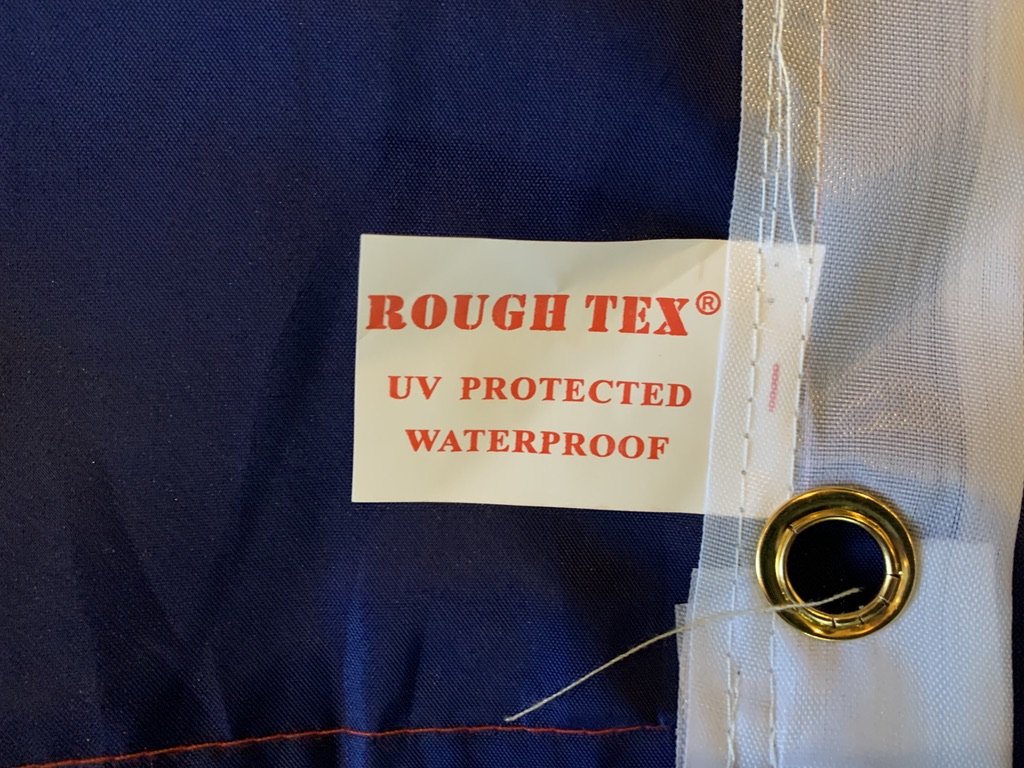 ROUGH TEX®
UV PROTECTED
WATERPROOF